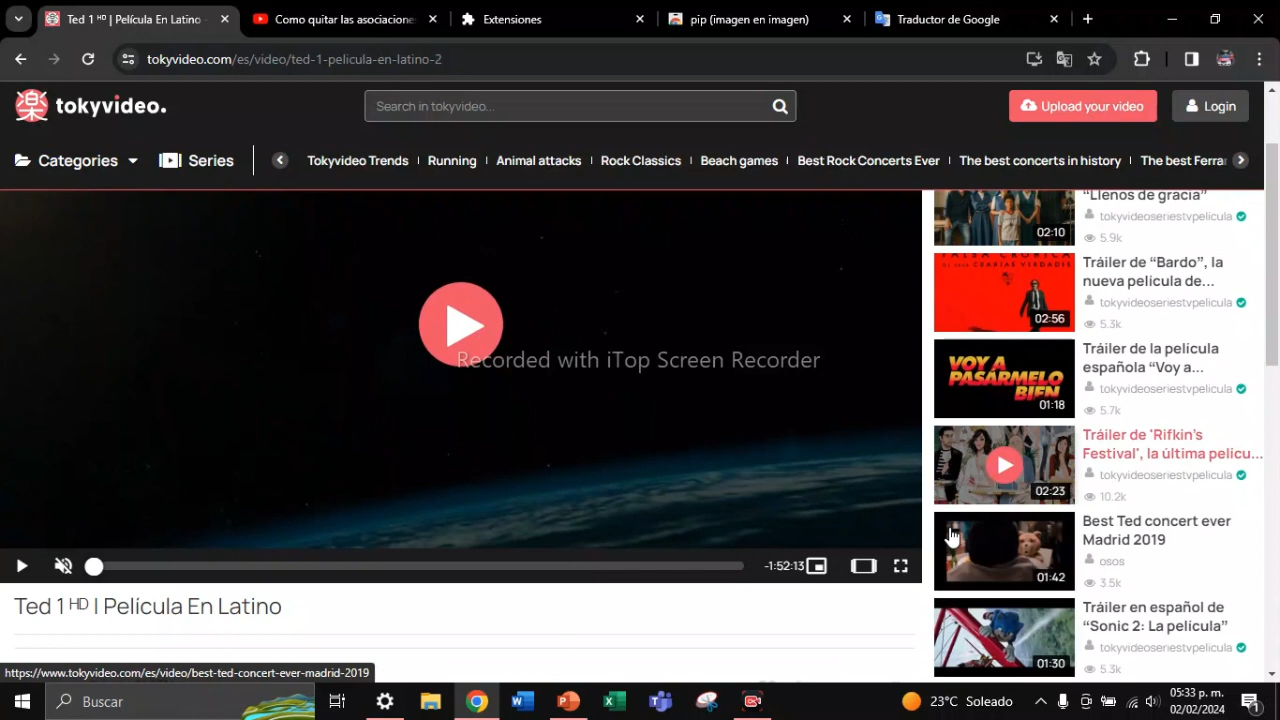 Ted 1 ᴴᴰ | Película En Latino
Como quitar las asociacione
Extensiones
pip (imagen en imagen)
Traductor de Google
tokyvideo.com/es/video/ted-1-pelicula-en-latino-2
tokyvideo.
Search in tokyvideo...
Upload your video
Login
Categories
Series
Tokyvideo Trends
Running
Animal attacks
Rock Classics
Beach games
Best Rock Concerts Ever
The best concerts in history
The best Ferra
Recorded with iTop Screen Recorder
-1:52:13
Ted 1 ᴴᴰ | Película En Latino
"Llenos de gracia"
tokyvideoseriestvpelicula
02:10
5.9k
Tráiler de "Bardo", la
nueva película de...
tokyvideoseriestvpelicula
02:56
5.3k
Tráiler de la película
española "Voy a...
tokyvideoseriestvpelicula
VOY A
PASÁRMELO
BIEN
01:18
5.7k
Tráiler de 'Rifkin's
Festival', la última pelícu...
tokyvideoseriestvpelicula
02:23
10.2k
Best Ted concert ever
Madrid 2019
osos
01:42
3.5k
Tráiler en español de
"Sonic 2: La película"
tokyvideoseriestvpelicula
01:30
5.3k
https://www.tokyvideo.com/es/video/best-ted-concert-ever-madrid-2019
Buscar
23°C Soleado
05:33 p. m.
02/02/2024
1